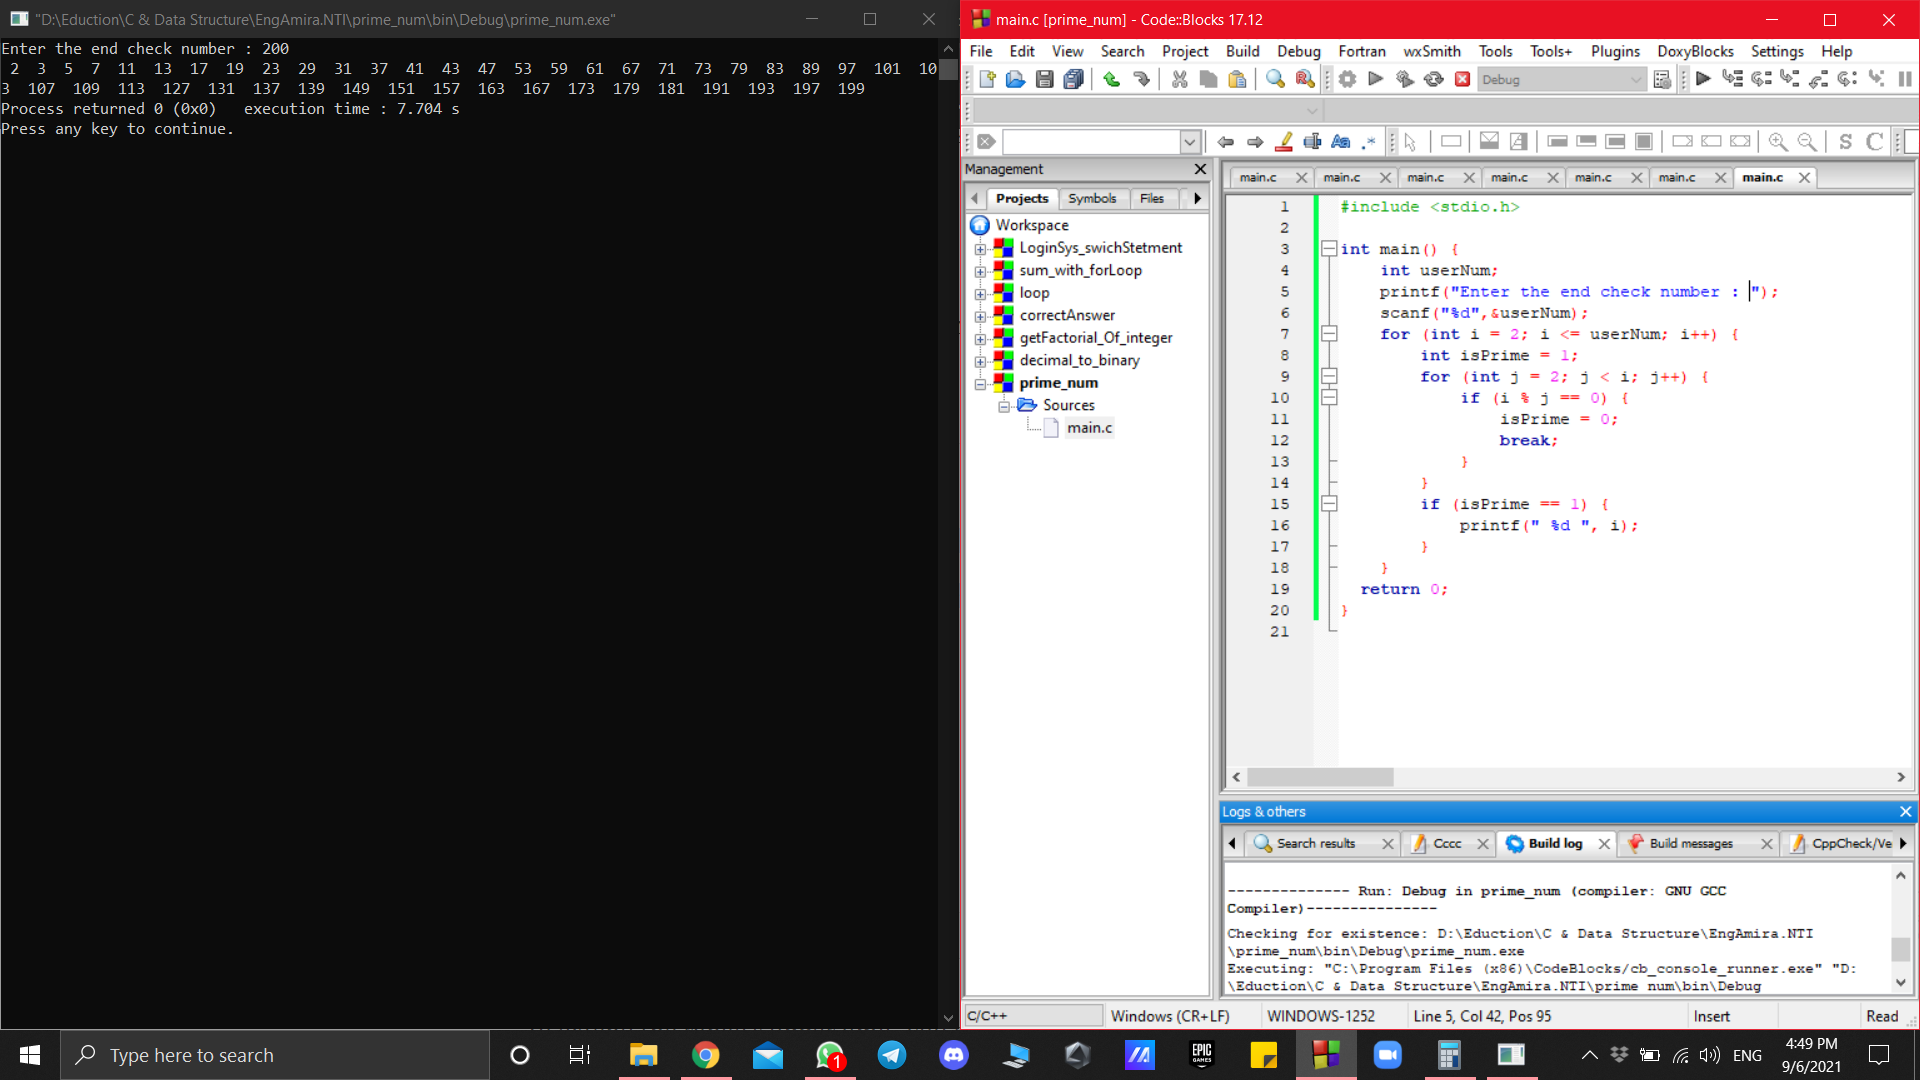 "D:\Eduction\C & Data Structure\EngAmira.NTI\prime_num\bin\Debug\prime_num.exe"
Enter the end check number : 200
2 3 5 7 11 13 17 19 23 29 31 37 41 43 47 53 59 61 67 71 73 79 83 89 97 101 10
3 107 109 113 127 131 137 139 149 151 157 163 167 173 179 181 191 193 197 199
Process returned 0 (0x0) execution time : 7.704 s
Press any key to continue.
main.c [prime_num] - Code::Blocks 17.12
File Edit View Search Project Build Debug Fortran wxSmith Tools Tools+ Plugins DoxyBlocks Settings Help
Debug
Aa .* S C
Management
Projects Symbols Files
Workspace
LoginSys_swichStetment
sum_with_forLoop
loop
correctAnswer
getFactorial_Of_integer
decimal_to_binary
prime_num
Sources
main.c
main.c main.c main.c main.c main.c main.c main.c
1 #include <stdio.h>
2
3 int main() {
4 int userNum;
5 printf("Enter the end check number : ");
6 scanf("%d",&userNum);
7 for (int i = 2; i <= userNum; i++) {
8 int isPrime = 1;
9 for (int j = 2; j < i; j++) {
10 if (i % j == 0) {
11 isPrime = 0;
12 break;
13 }
14 }
15 if (isPrime == 1) {
16 printf(" %d ", i);
17 }
18 }
19 return 0;
20 }
21
Logs & others
Search results Cccc Build log Build messages CppCheck/Ve
-------------- Run: Debug in prime_num (compiler: GNU GCC
Compiler)---------------
Checking for existence: D:\Eduction\C & Data Structure\EngAmira.NTI
\prime_num\bin\Debug\prime_num.exe
Executing: "C:\Program Files (x86)\CodeBlocks/cb_console_runner.exe" "D:
\Eduction\C & Data Structure\EngAmira.NTI\prime_num\bin\Debug
C/C++ Windows (CR+LF) WINDOWS-1252 Line 5, Col 42, Pos 95 Insert Read
Type here to search
1
EPIC GAMES
ENG
4:49 PM
9/6/2021